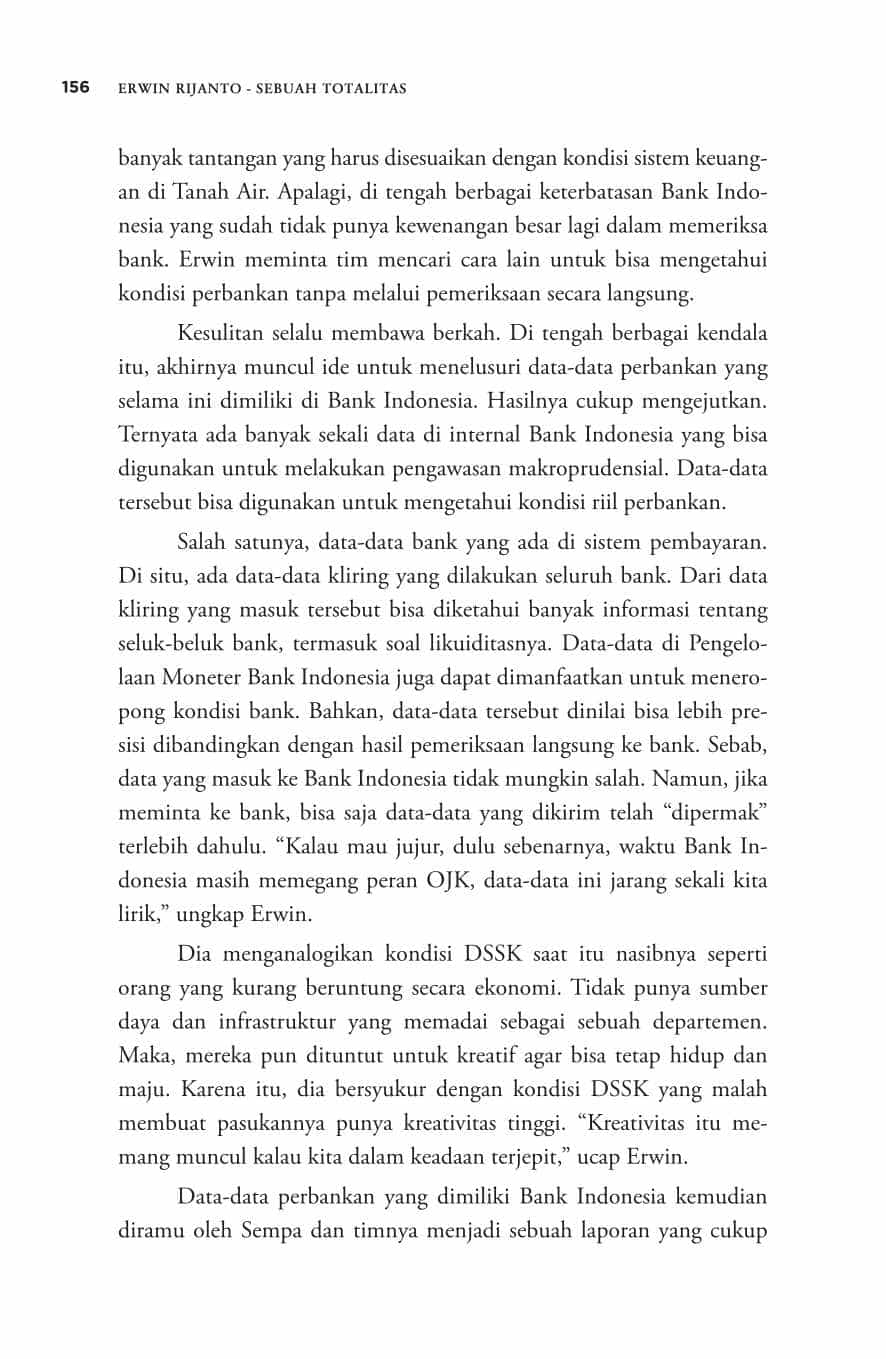 156 ERWIN RIJANTO - SEBUAH TOTALITAS
banyak tantangan yang harus disesuaikan dengan kondisi sistem keuang-
an di Tanah Air. Apalagi, di tengah berbagai keterbatasan Bank Indo-
nesia yang sudah tidak punya kewenangan besar lagi dalam memeriksa
bank. Erwin meminta tim mencari cara lain untuk bisa mengetahui
kondisi perbankan tanpa melalui pemeriksaan secara langsung.
Kesulitan selalu membawa berkah. Di tengah berbagai kendala
itu, akhirnya muncul ide untuk menelusuri data-data perbankan yang
selama ini dimiliki di Bank Indonesia. Hasilnya cukup mengejutkan.
Ternyata ada banyak sekali data di internal Bank Indonesia yang bisa
digunakan untuk melakukan pengawasan makroprudensial. Data-data
tersebut bisa digunakan untuk mengetahui kondisi riil perbankan.
Salah satunya, data-data bank yang ada di sistem pembayaran.
Di situ, ada data-data kliring yang dilakukan seluruh bank. Dari data
kliring yang masuk tersebut bisa diketahui banyak informasi tentang
seluk-beluk bank, termasuk soal likuiditasnya. Data-data di Pengelo-
laan Moneter Bank Indonesia juga dapat dimanfaatkan untuk menero-
pong kondisi bank. Bahkan, data-data tersebut dinilai bisa lebih pre-
sisi dibandingkan dengan hasil pemeriksaan langsung ke bank. Sebab,
data yang masuk ke Bank Indonesia tidak mungkin salah. Namun, jika
meminta ke bank, bisa saja data-data yang dikirim telah “dipermak”
terlebih dahulu. “Kalau mau jujur, dulu sebenarnya, waktu Bank In-
donesia masih memegang peran OJK, data-data ini jarang sekali kita
lirik,” ungkap Erwin.
Dia menganalogikan kondisi DSSK saat itu nasibnya seperti
orang yang kurang beruntung secara ekonomi. Tidak punya sumber
daya dan infrastruktur yang memadai sebagai sebuah departemen.
Maka, mereka pun dituntut untuk kreatif agar bisa tetap hidup dan
maju. Karena itu, dia bersyukur dengan kondisi DSSK yang malah
membuat pasukannya punya kreativitas tinggi. “Kreativitas itu me-
mang muncul kalau kita dalam keadaan terjepit,” ucap Erwin.
Data-data perbankan yang dimiliki Bank Indonesia kemudian
diramu oleh Sempa dan timnya menjadi sebuah laporan yang cukup